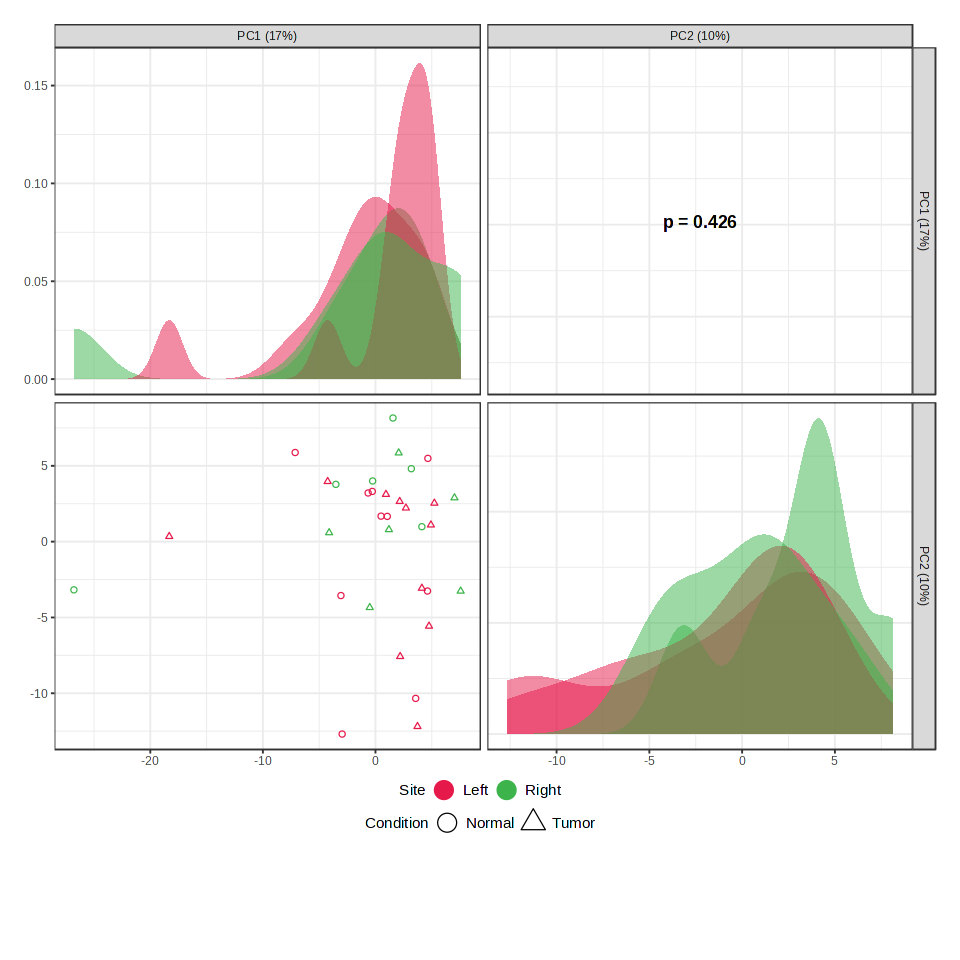 PC1 (17%)
PC2 (10%)
0.15
0.10
0.05
0.00
p = 0.426
PC1 (17%)
5
0
-5
-10
PC2 (10%)
-20
-10
0
-10
-5
0
5
Site Left Right
Condition Normal Tumor